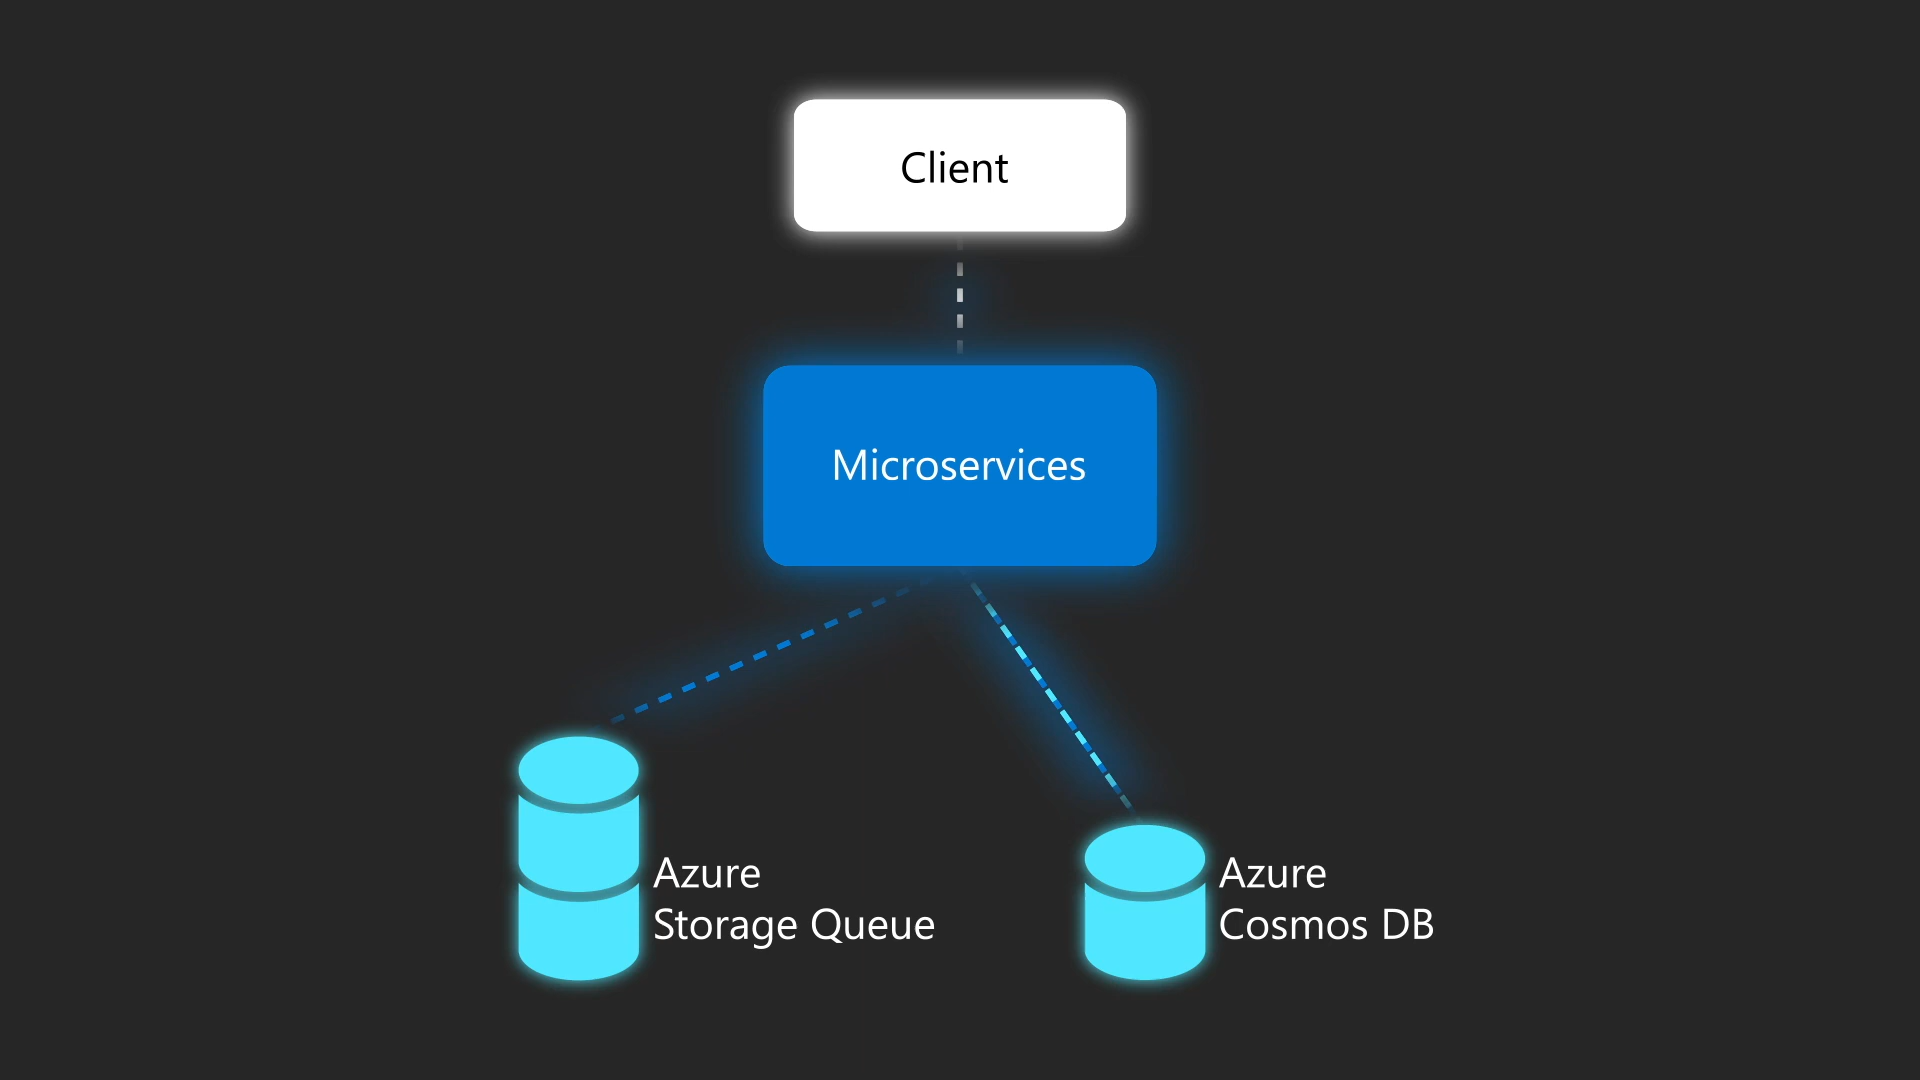 Client
Microservices
Azure
Storage Queue
Azure
Cosmos DB